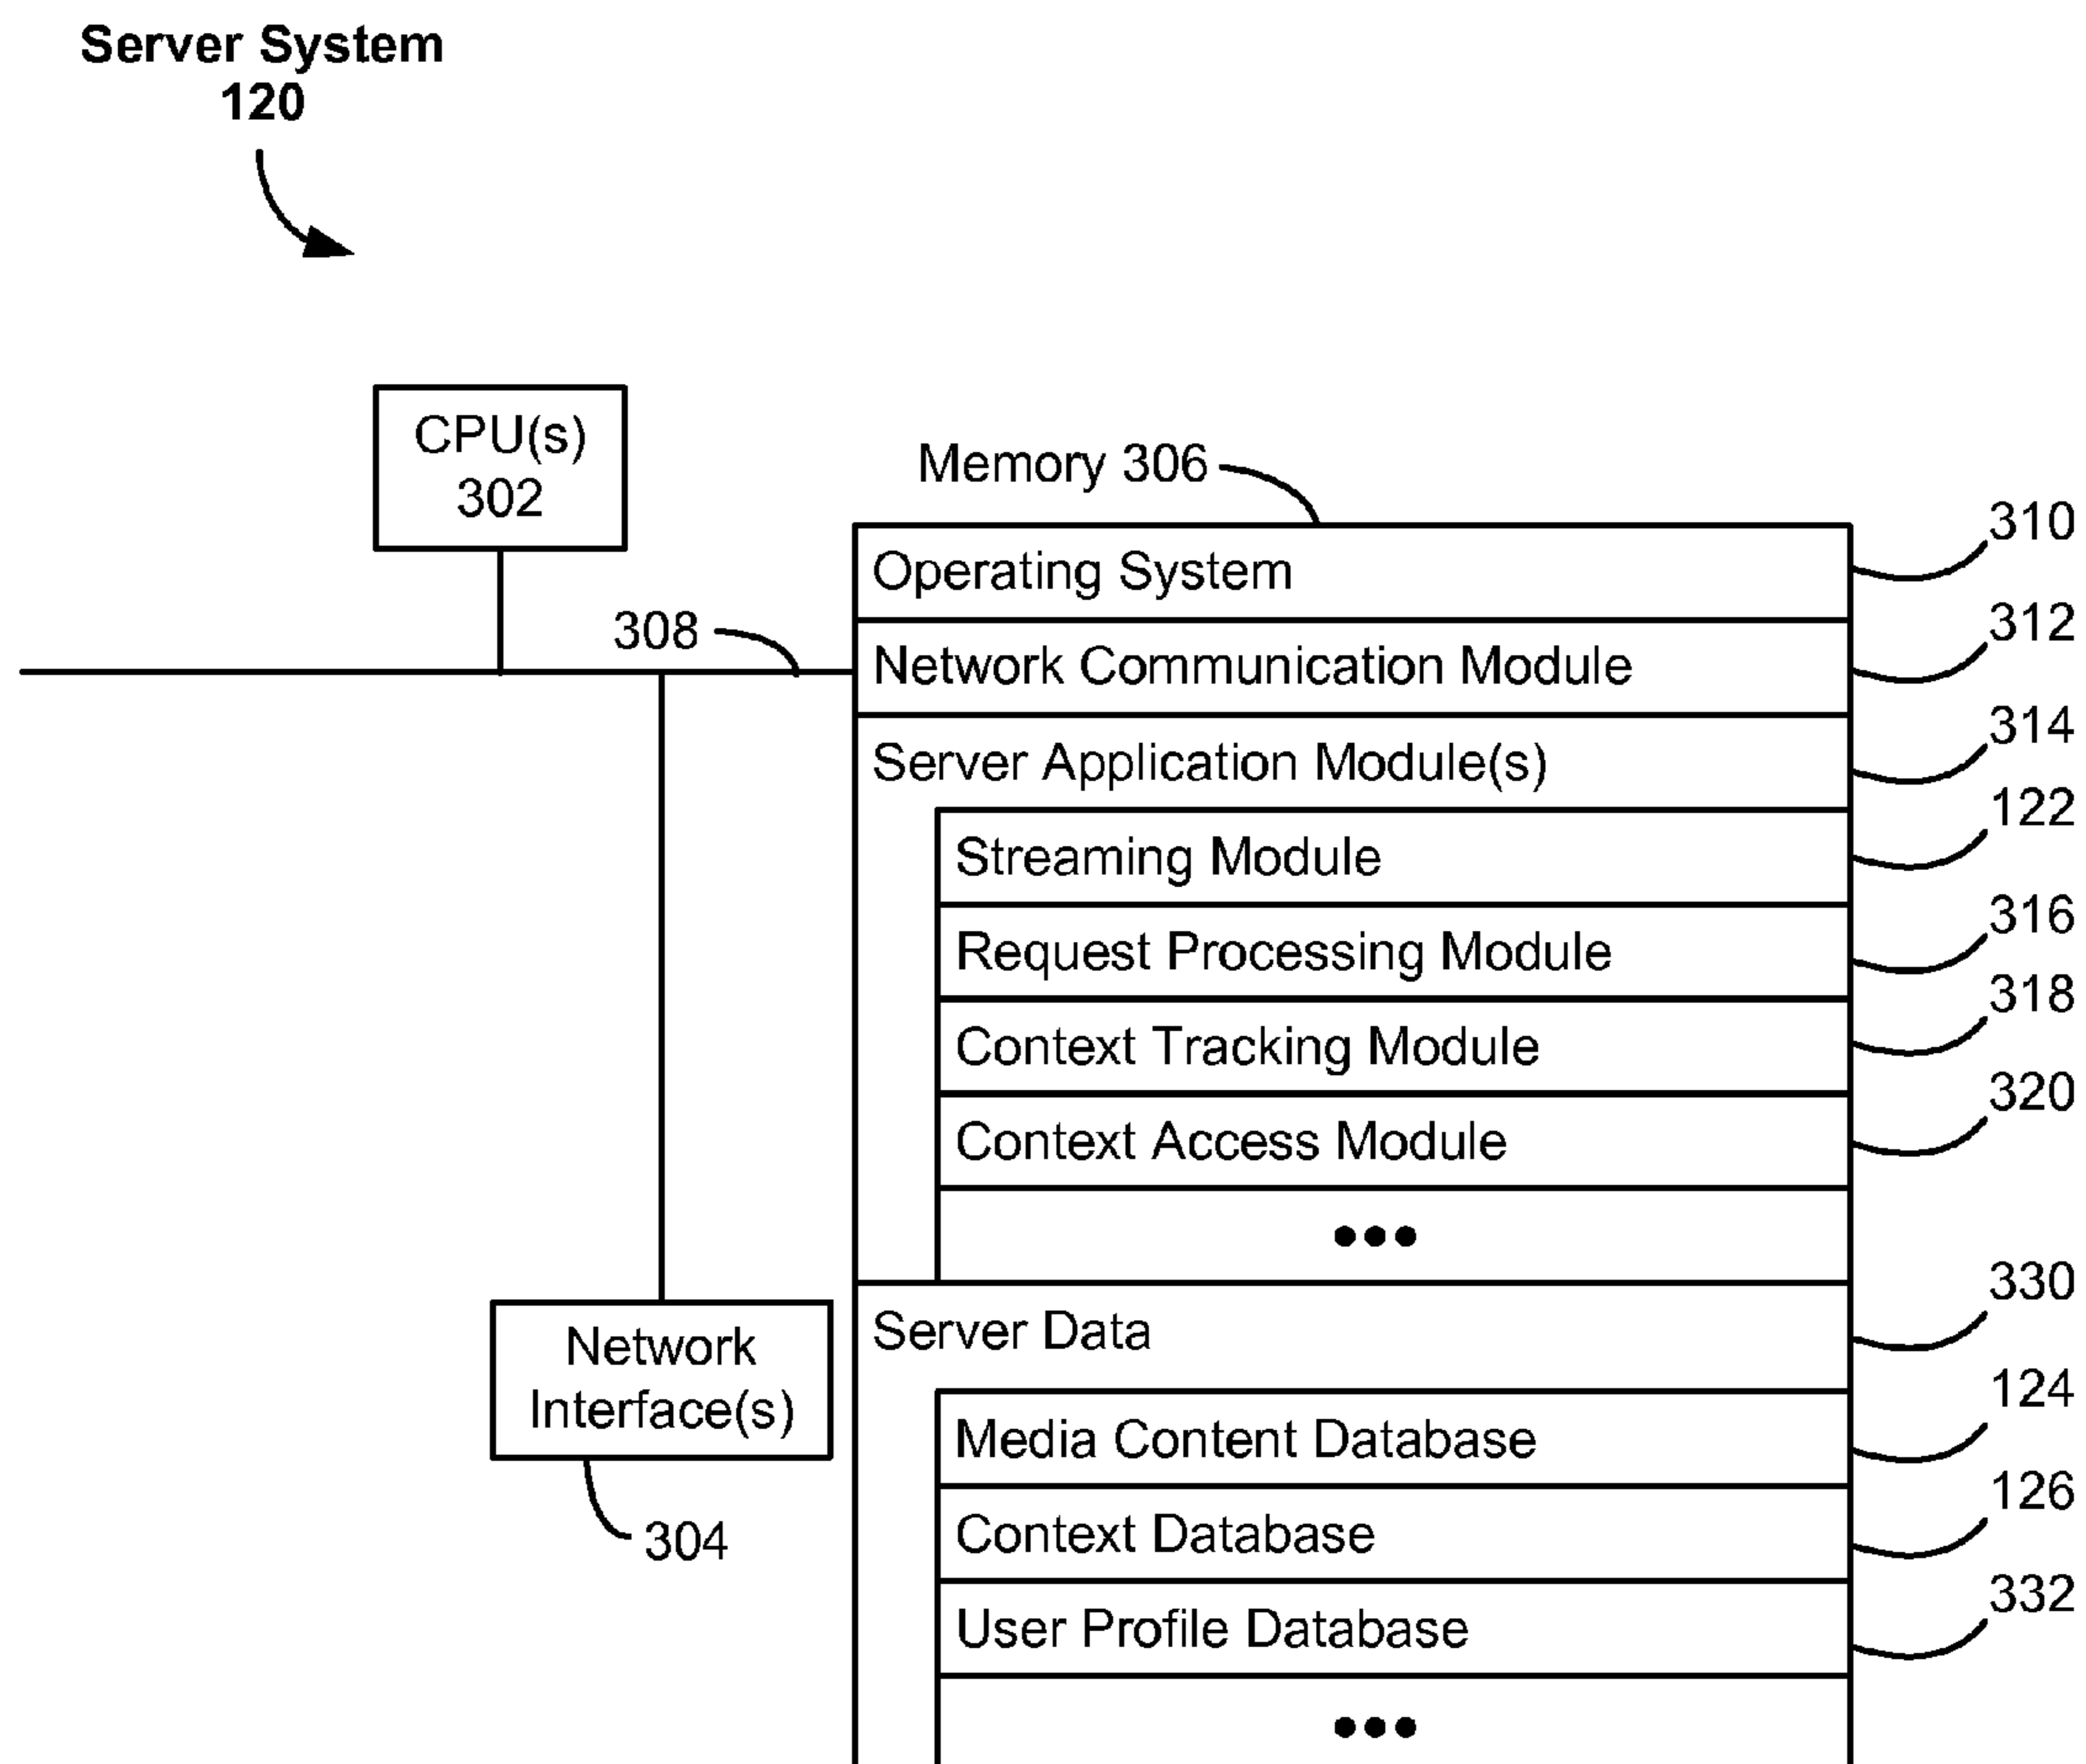 Server System
120
CPU(s)
302
Memory 306
308
Operating System
310
Network Communication Module
312
Server Application Module(s)
314
Streaming Module
122
Request Processing Module
316
Context Tracking Module
318
Context Access Module
320
•••
Server Data
330
Network
Interface(s)
304
Media Content Database
124
Context Database
126
User Profile Database
332
•••